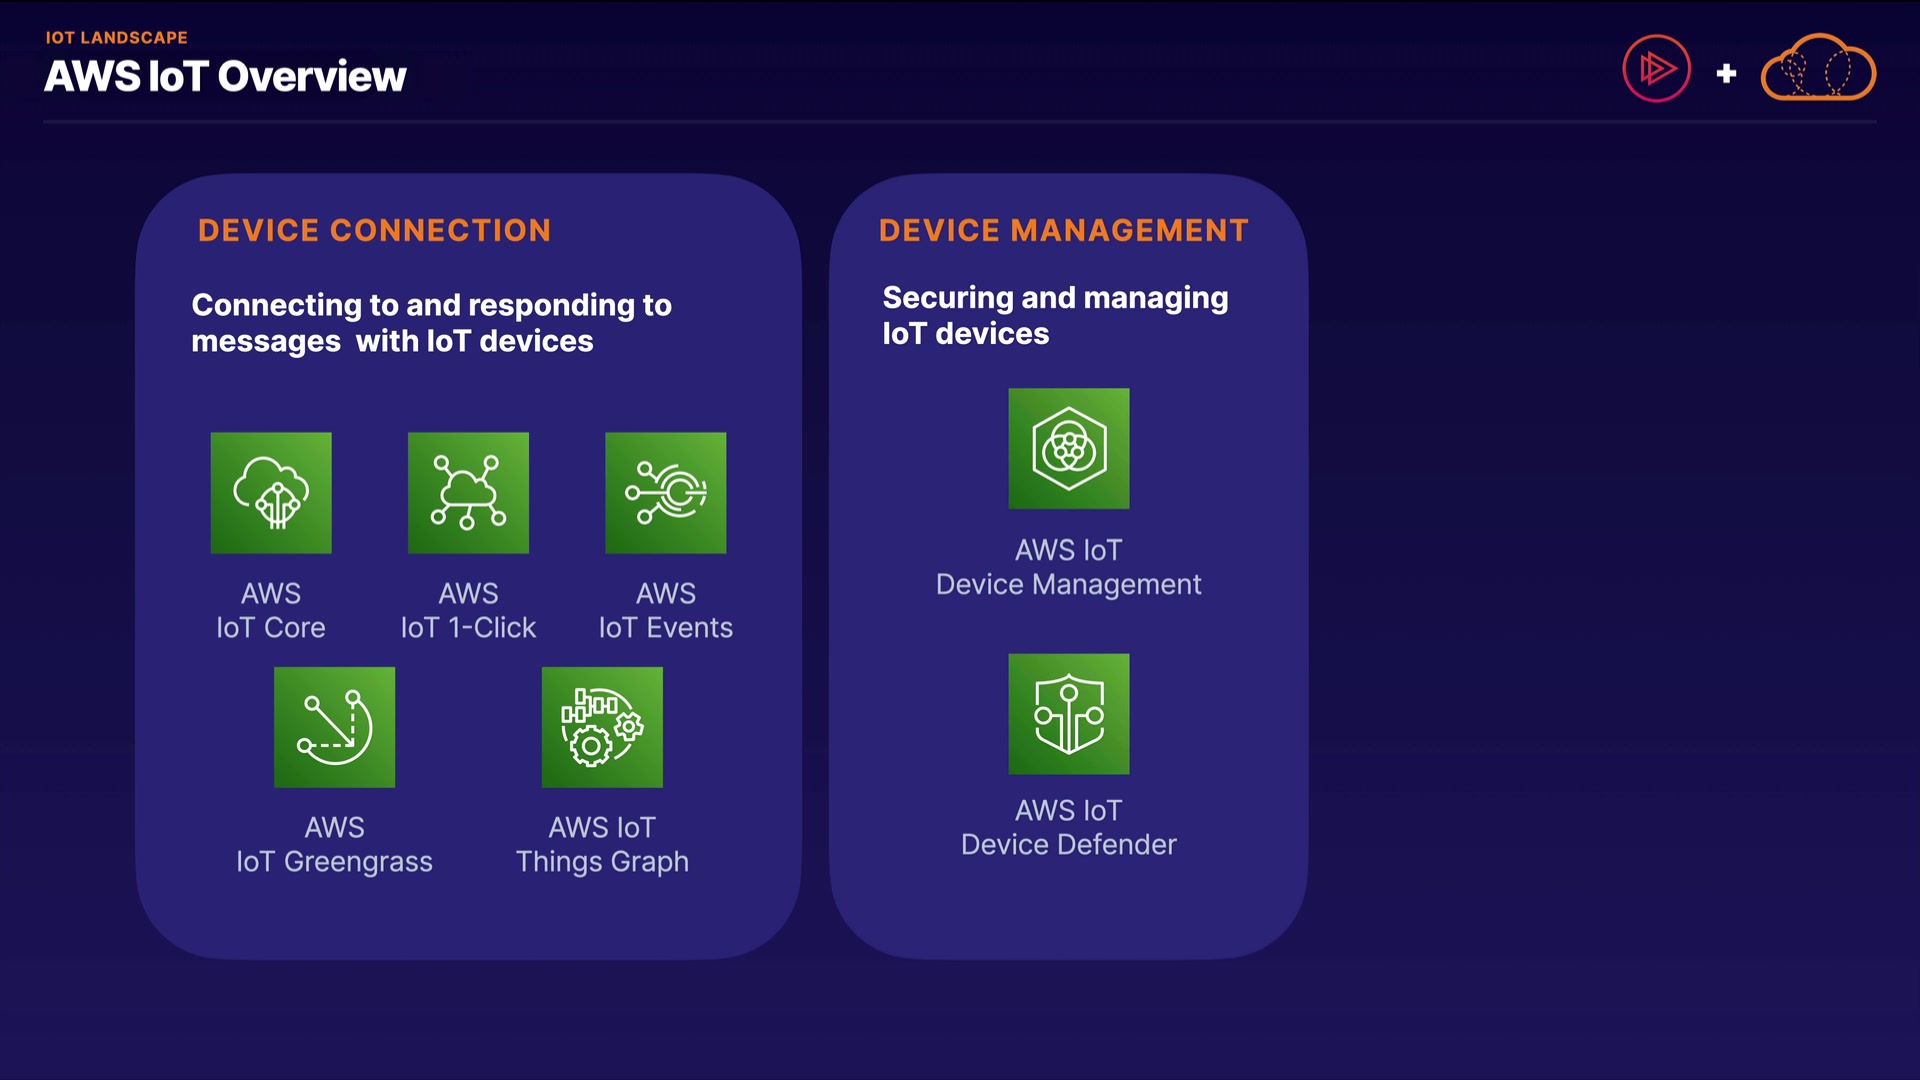 IOT LANDSCAPE
AWS IoT Overview
DEVICE CONNECTION
Connecting to and responding to
messages with IoT devices
AWS
IoT Core
AWS
IoT 1-Click
AWS
IoT Events
AWS
IoT Greengrass
AWS IoT
Things Graph
DEVICE MANAGEMENT
Securing and managing
IoT devices
AWS IoT
Device Management
AWS IoT
Device Defender